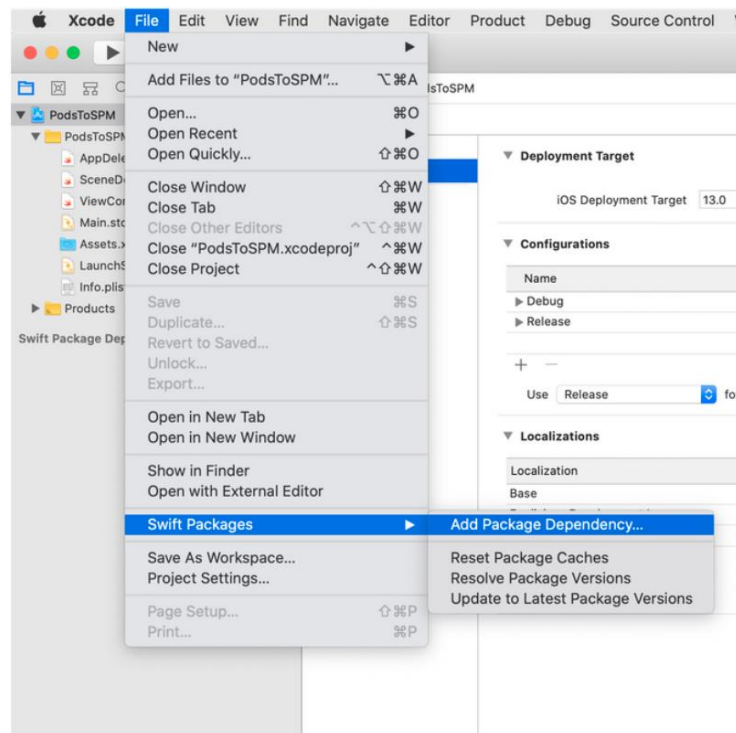 Xcode File Edit View Find Navigate Editor Product Debug Source Control
New
Add Files to “PodsToSPM”... ⌥⌘A
Open... ⌘O
Open Recent
Open Quickly... ⇧⌘O
Close Window ⇧⌘W
Close Tab ⌘W
Close Other Editors ^⌥⇧⌘W
Close “PodsToSPM.xcodeproj” ^⌘W
Close Project ^⇧⌘W
Save ⌘S
Duplicate... ⇧⌘S
Revert to Saved...
Unlock...
Export...
Open in New Tab
Open in New Window
Show in Finder
Open with External Editor
Swift Packages
Save As Workspace...
Project Settings...
Page Setup... ⇧⌘P
Print... ⌘P
Add Package Dependency...
Reset Package Caches
Resolve Package Versions
Update to Latest Package Versions
PodsToSPM
PodsToSPM
AppDele
SceneD
ViewCon
Main.sto
Assets.x
LaunchS
Info.plis
Products
Swift Package Dep
lsToSPM
Deployment Target
iOS Deployment Target 13.0
Configurations
Name
Debug
Release
Use Release fo
Localizations
Localization
Base